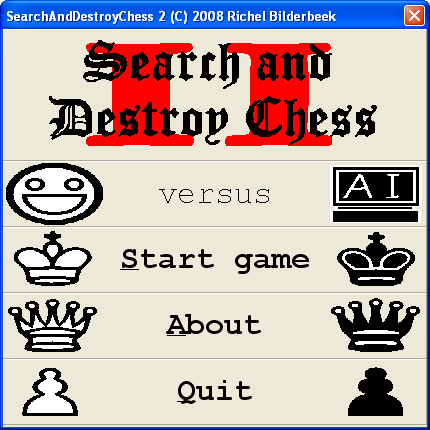 SearchAndDestroyChess 2 (C) 2008 Richel Bilderbeek
Search and
Destroy Chess
II
versus
AI
Start game
About
Quit